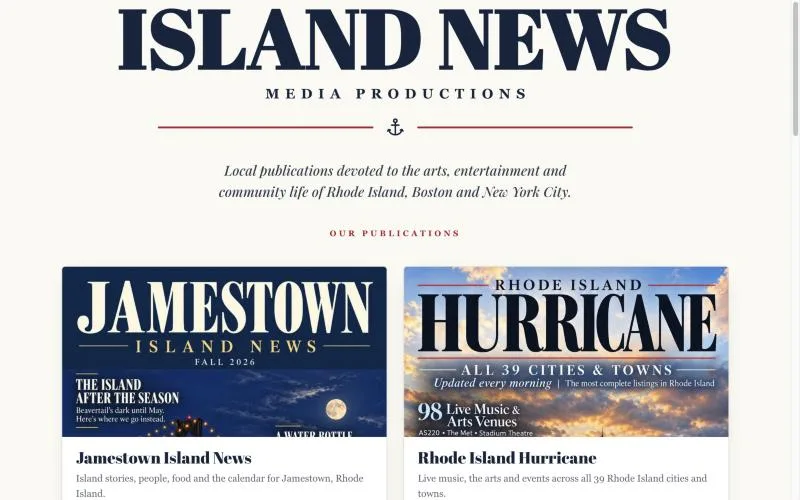 ISLAND NEWS
MEDIA PRODUCTIONS
Local publications devoted to the arts, entertainment and
community life of Rhode Island, Boston and New York City.
OUR PUBLICATIONS
JAMESTOWN
ISLAND NEWS
FALL 2026
THE ISLAND
AFTER THE SEASON
Beavertail's dark until May.
Here's where we go instead.
A WATER BOTTLE
Jamestown Island News
Island stories, people, food and the calendar for Jamestown, Rhode
Island.
RHODE ISLAND
HURRICANE
ALL 39 CITIES & TOWNS
Updated every morning | The most complete listings in Rhode Island
98 Live Music &
Arts Venues
AS220 • The Met • Stadium Theatre
Rhode Island Hurricane
Live music, the arts and events across all 39 Rhode Island cities and
towns.